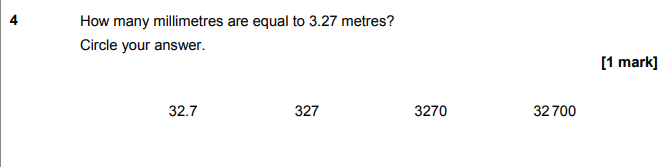 4 How many millimetres are equal to 3.27 metres?
Circle your answer.
[1 mark]
32.7 327 3270 32 700